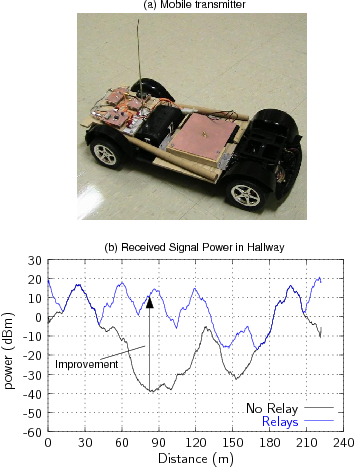 (a) Mobile transmitter
(b) Received Signal Power in Hallway
30
20
10
0
-10
-20
-30
-40
-50
-60
power (dBm)
Improvement
No Relay
Relays
0 30 60 90 120 150 180 210 240
Distance (m)